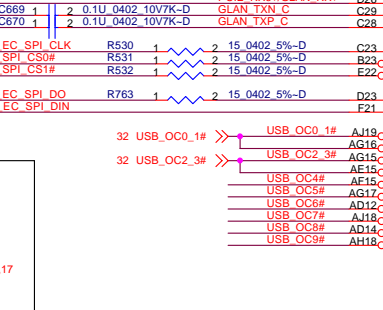 C669 1 2 0.1U_0402_10V7K~D GLAN_TXN_C C29
C670 1 2 0.1U_0402_10V7K~D GLAN_TXP_C C28
EC_SPI_CLK R530 1 2 15_0402_5%~D C23
_SPI_CS0# R531 1 2 15_0402_5%~D B23
_SPI_CS1# R532 1 2 15_0402_5%~D E22
EC_SPI_DO R763 1 2 15_0402_5%~D D23
EC_SPI_DIN F21
32 USB_OC0_1# USB_OC0_1# AJ19
AG16
32 USB_OC2_3# USB_OC2_3# AG15
AE15
USB_OC4# AF15
USB_OC5# AG17
USB_OC6# AD12
USB_OC7# AJ18
USB_OC8# AD14
USB_OC9# AH18
17